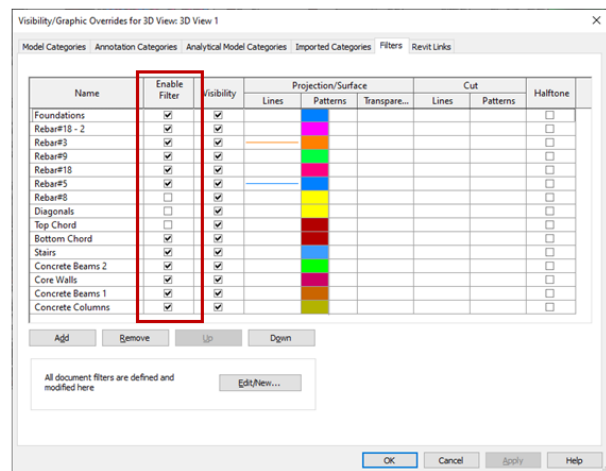 Visibility/Graphic Overrides for 3D View: 3D View 1
Model Categories Annotation Categories Analytical Model Categories Imported Categories Filters Revit Links
Name Enable Filter Visibility Projection/Surface Cut Halftone
Lines Patterns Transpare... Lines Patterns
Foundations
Rebar#18 - 2
Rebar#3
Rebar#9
Rebar#18
Rebar#5
Rebar#8
Diagonals
Top Chord
Bottom Chord
Stairs
Concrete Beams 2
Core Walls
Concrete Beams 1
Concrete Columns
Add Remove Up Down
All document filters are defined and
modified here
Edit/New...
OK Cancel Apply Help